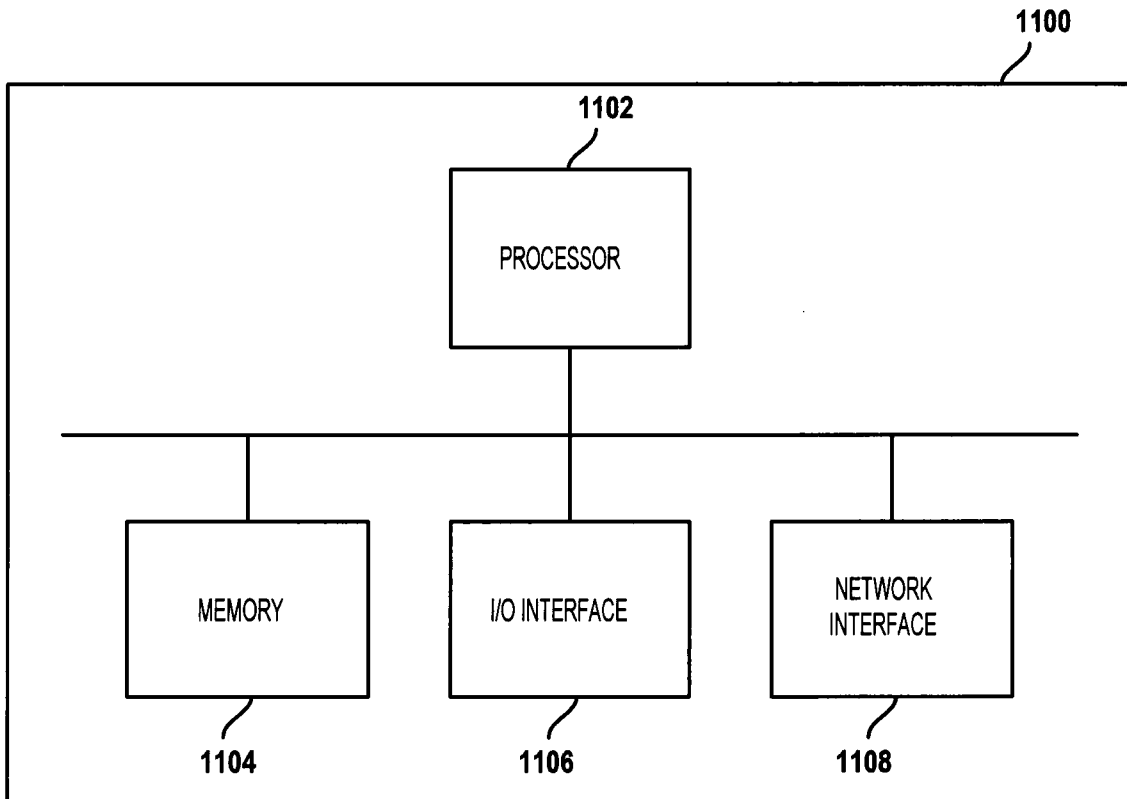 1100
1102
PROCESSOR
MEMORY
I/O INTERFACE
NETWORK
INTERFACE
1104
1106
1108